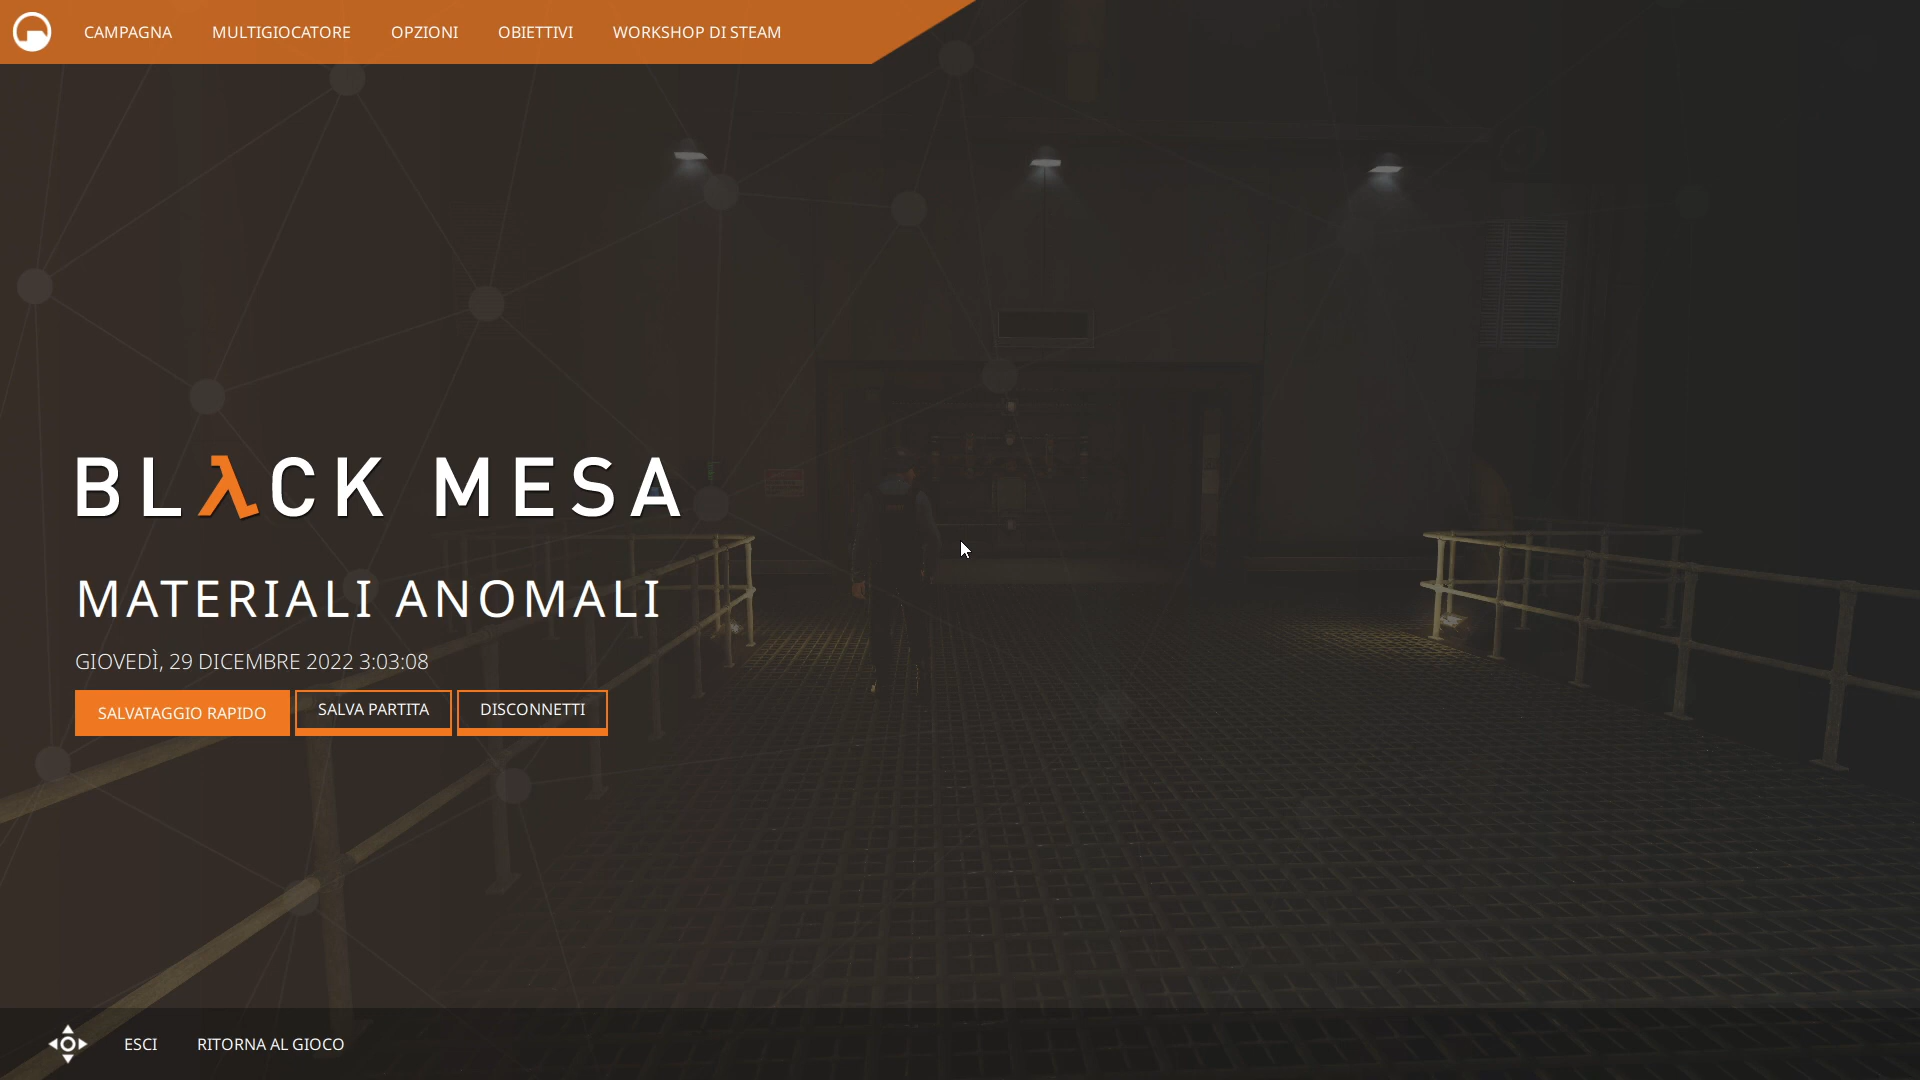 CAMPAGNA MULTIGIOCATORE OPZIONI OBIETTIVI WORKSHOP DI STEAM
BLλCK MESA
MATERIALI ANOMALI
GIOVEDÌ, 29 DICEMBRE 2022 3:03:08
SALVATAGGIO RAPIDO SALVA PARTITA DISCONNETTI
ESCI RITORNA AL GIOCO